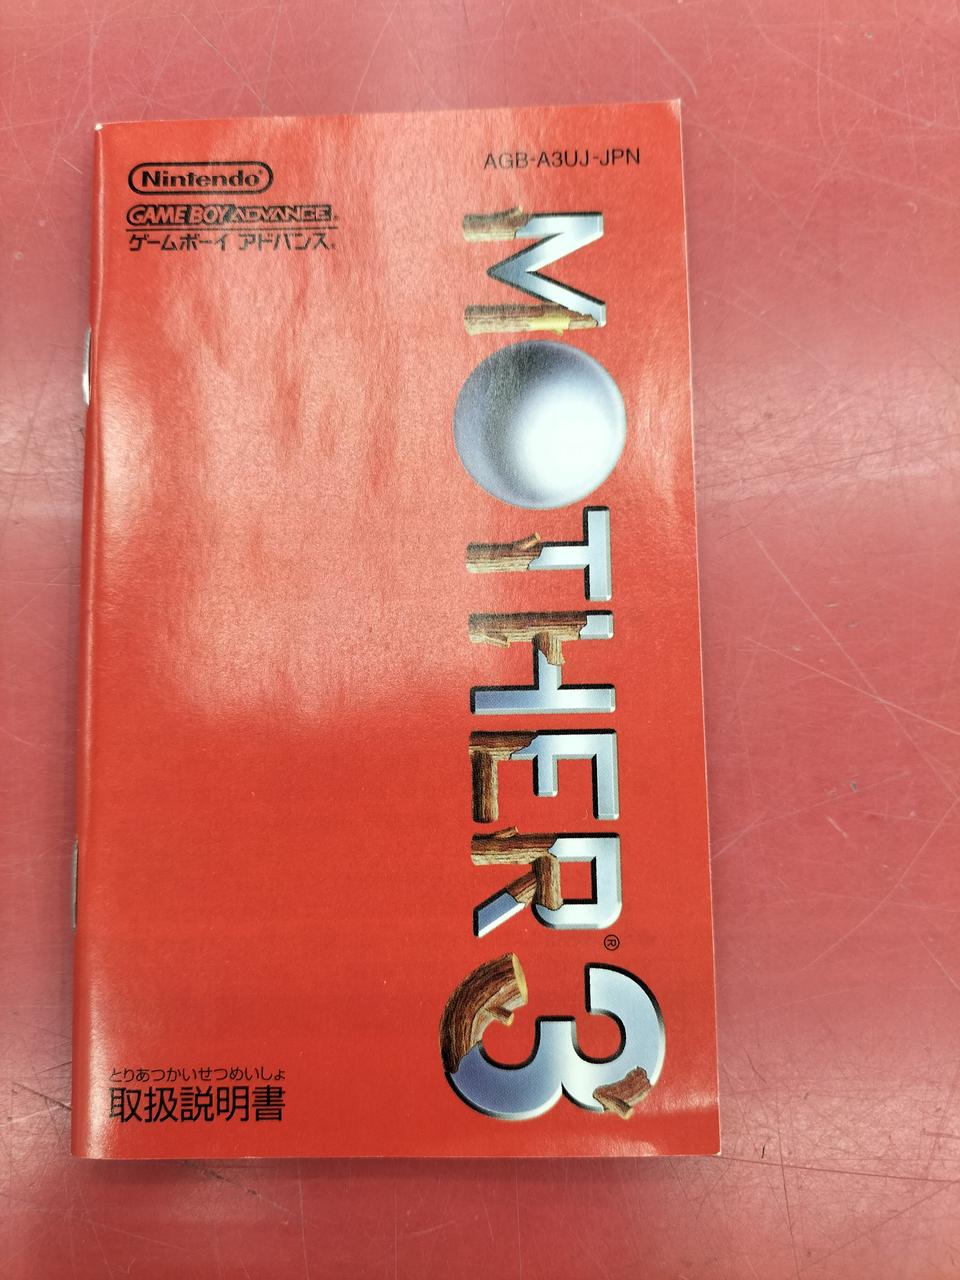 Nintendo®
GAME BOY ADVANCE
ゲームボーイ アドバンス
AGB-A3UJ-JPN
MOTHER®3
とりあつかいせつめいしょ
取扱説明書